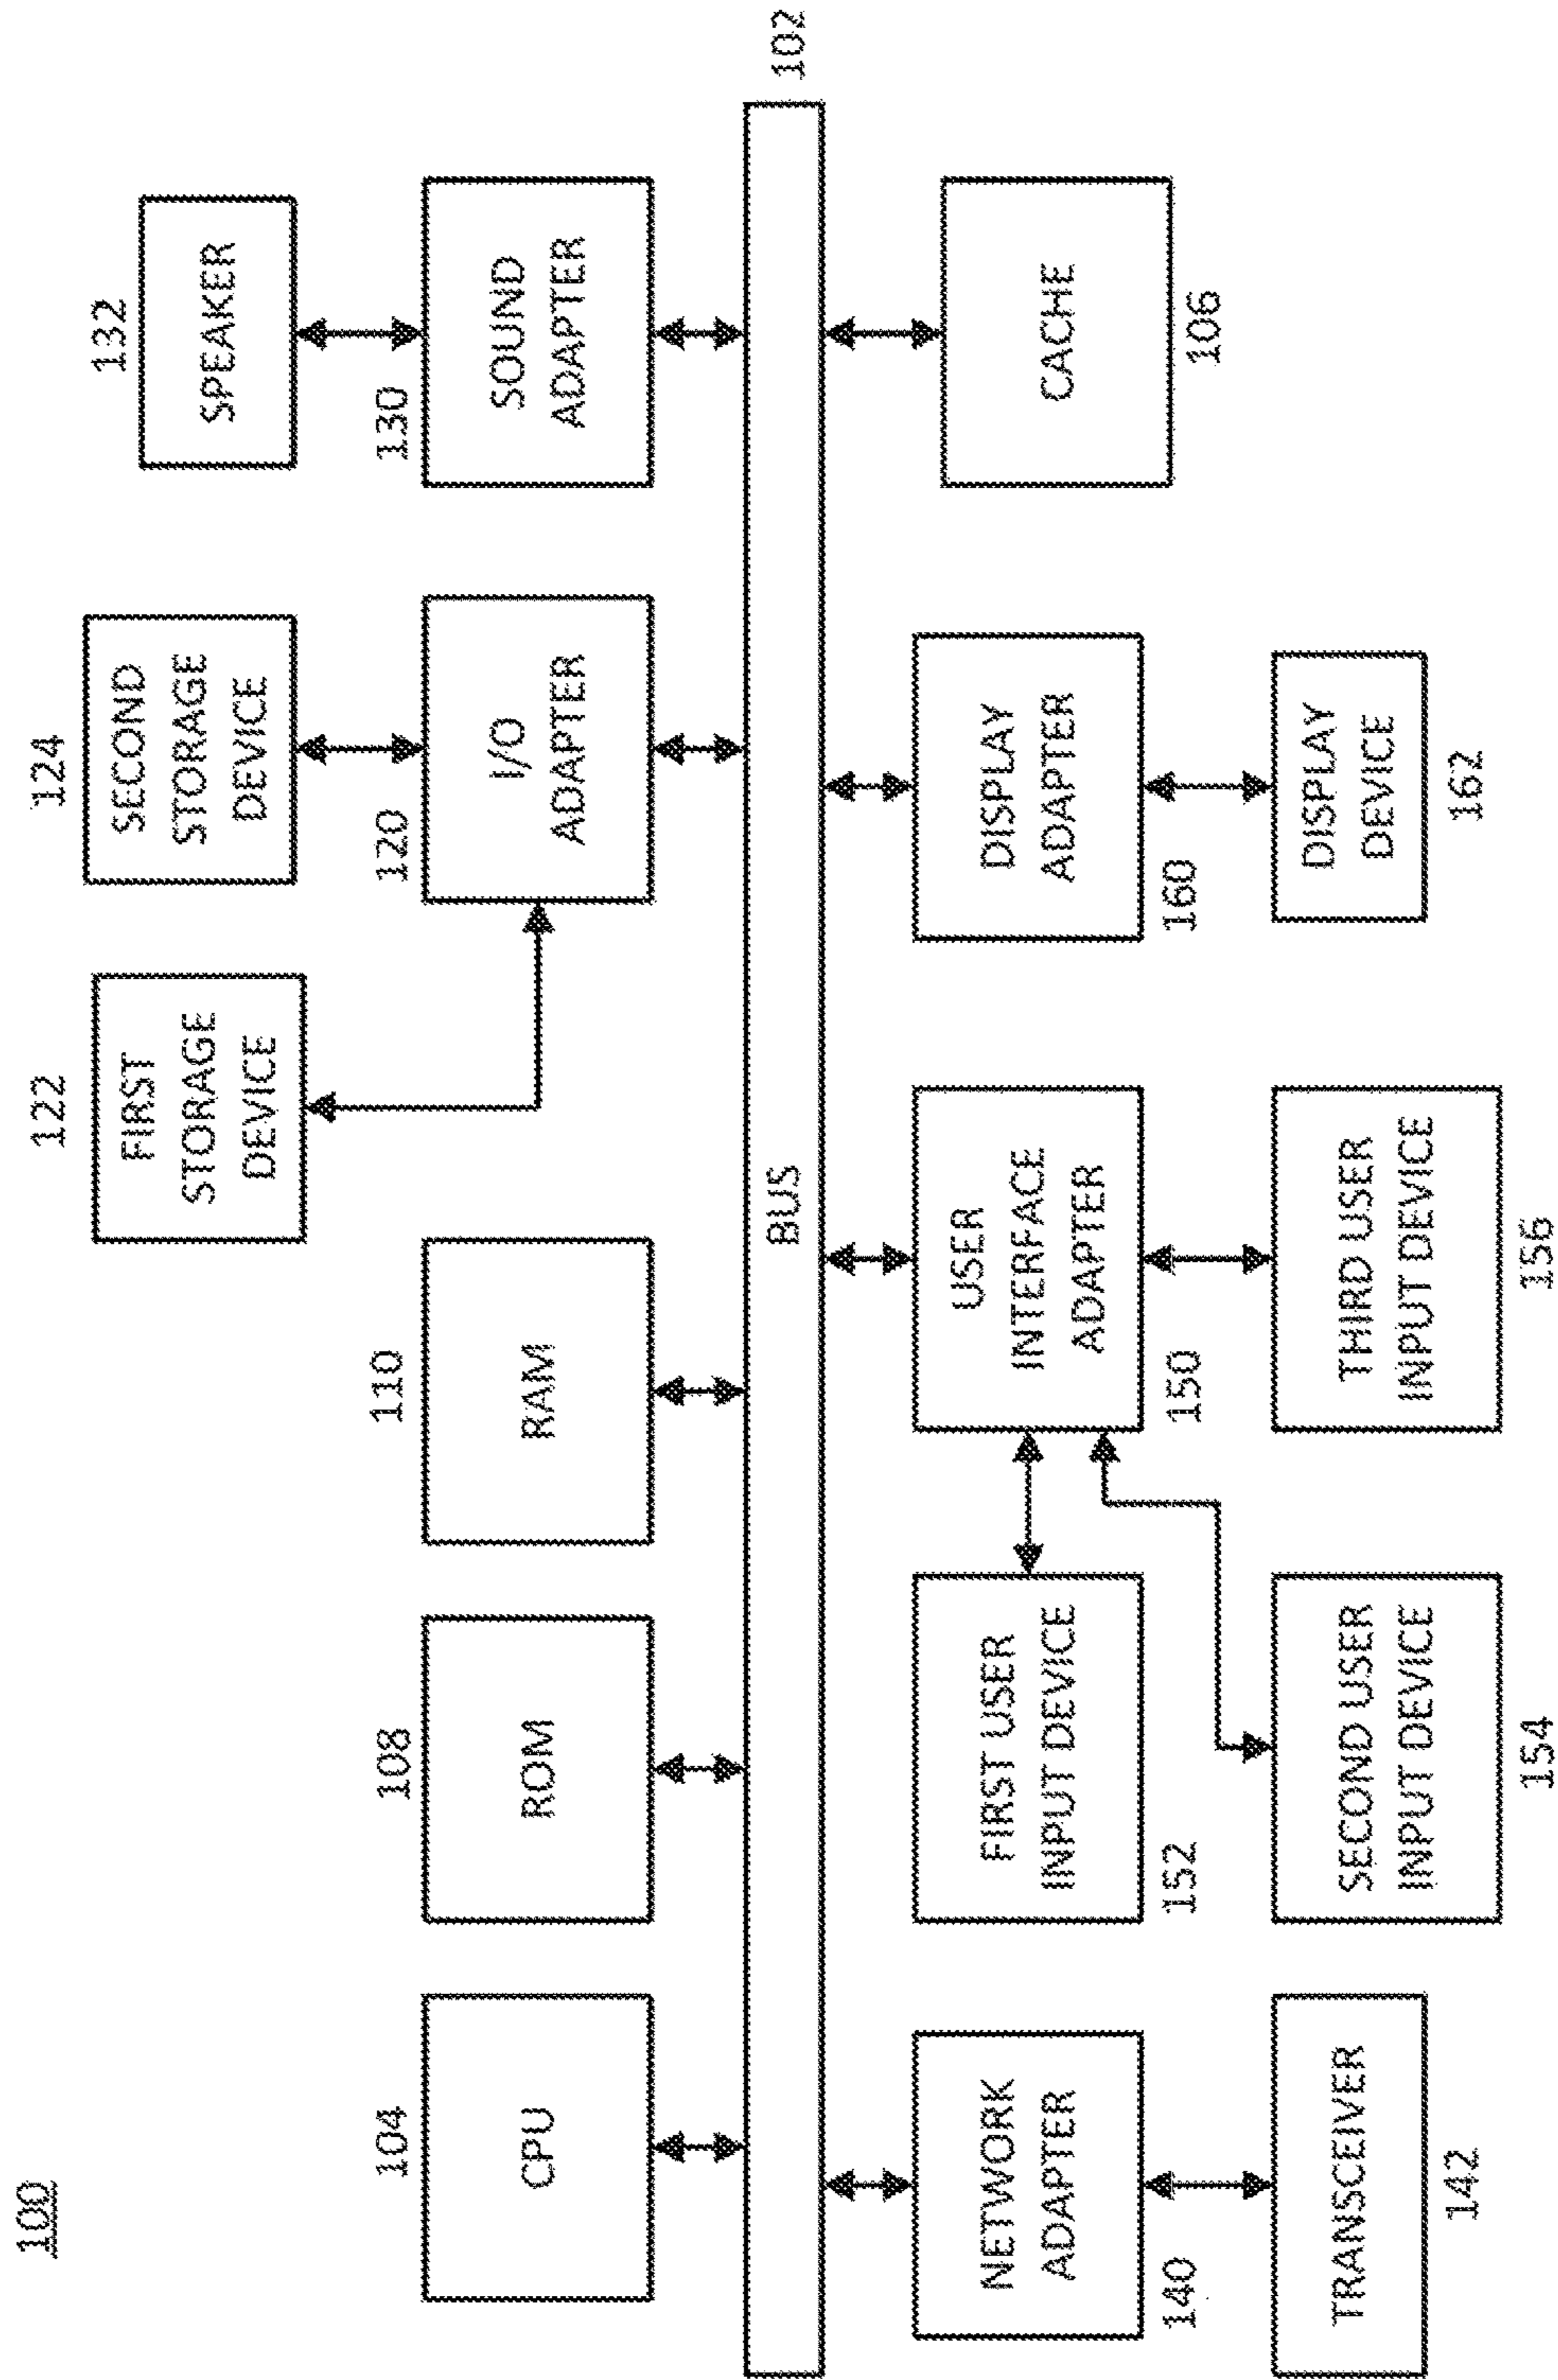 100
122
FIRST
STORAGE
DEVICE
124
SECOND
STORAGE
DEVICE
132
SPEAKER
104
CPU
108
ROM
110
RAM
120
I/O
ADAPTER
130
SOUND
ADAPTER
BUS
102
NETWORK
ADAPTER
140
FIRST USER
INPUT DEVICE
152
USER
INTERFACE
ADAPTER
150
DISPLAY
ADAPTER
160
CACHE
106
TRANSCEIVER
142
SECOND USER
INPUT DEVICE
154
THIRD USER
INPUT DEVICE
156
DISPLAY
DEVICE
162